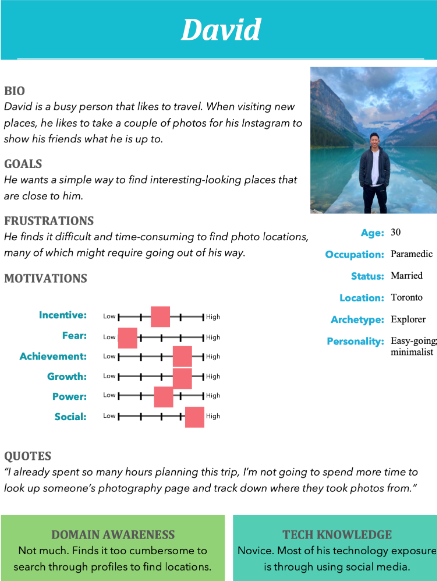 David
BIO
David is a busy person that likes to travel. When visiting new
places, he likes to take a couple of photos for his Instagram to
show his friends what he is up to.
GOALS
He wants a simple way to find interesting-looking places that
are close to him.
FRUSTRATIONS
He finds it difficult and time-consuming to find photo locations,
many of which might require going out of his way.
MOTIVATIONS
Incentive: Low High
Fear: Low High
Achievement: Low High
Growth: Low High
Power: Low High
Social: Low High
Age: 30
Occupation: Paramedic
Status: Married
Location: Toronto
Archetype: Explorer
Personality: Easy-going,
minimalist
QUOTES
“I already spent so many hours planning this trip, I’m not going to spend more time to
look up someone’s photography page and track down where they took photos from.”
DOMAIN AWARENESS
Not much. Finds it too cumbersome to
search through profiles to find locations.
TECH KNOWLEDGE
Novice. Most of his technology exposure
is through using social media.